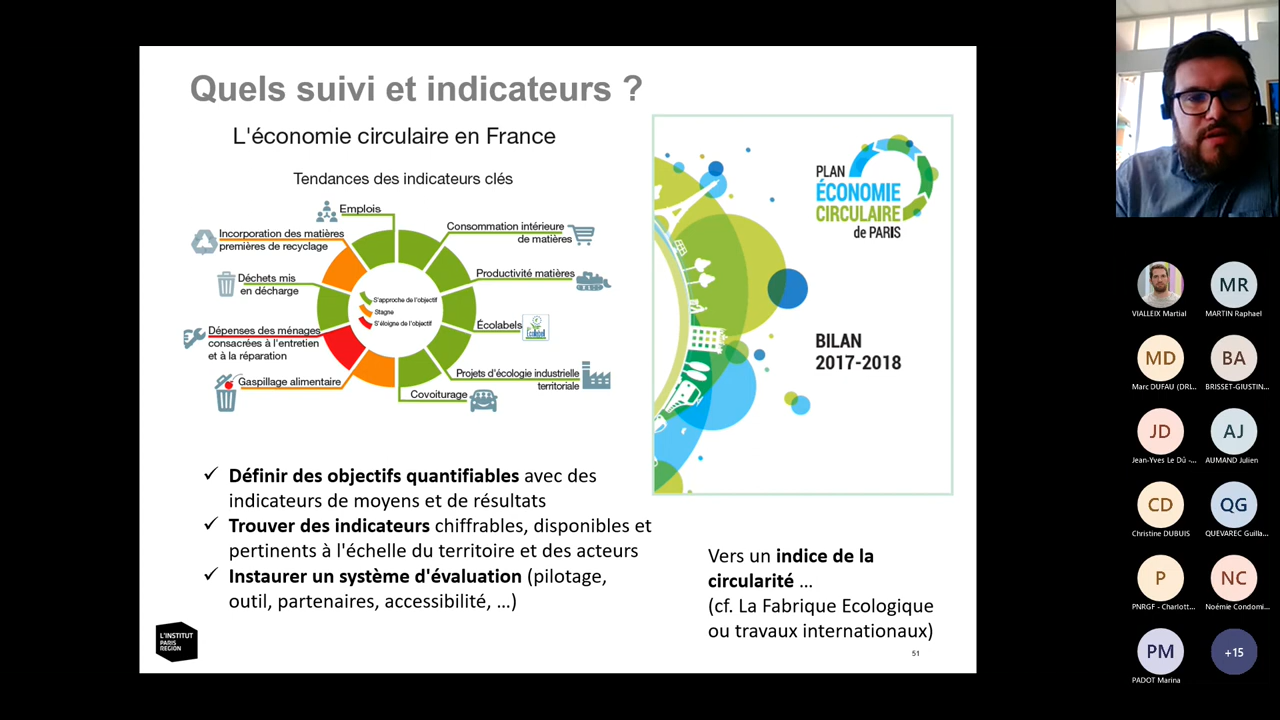 Quels suivi et indicateurs ?
L'économie circulaire en France
Tendances des indicateurs clés
Emplois
Incorporation des matières
premières de recyclage
Déchets mis
en décharge
Dépenses des ménages
consacrées à l'entretien
et à la réparation
Gaspillage alimentaire
Consommation intérieure
de matières
Productivité matières
Écolabels
Projets d'écologie industrielle
territoriale
Covoiturage
S'approche de l'objectif
Stagne
S'éloigne de l'objectif
PLAN
ÉCONOMIE
CIRCULAIRE
de PARIS
BILAN
2017-2018
✓ Définir des objectifs quantifiables avec des
indicateurs de moyens et de résultats
✓ Trouver des indicateurs chiffrables, disponibles et
pertinents à l'échelle du territoire et des acteurs
✓ Instaurer un système d'évaluation (pilotage,
outil, partenaires, accessibilité, ...)
Vers un indice de la
circularité ...
(cf. La Fabrique Ecologique
ou travaux internationaux)
L'INSTITUT
PARIS
REGION
51
VIALLEIX Martial
MR
MARTIN Raphael
MD
Marc DUFAU (DRI...
BA
BRISSET-GIUSTIN...
JD
Jean-Yves Le Dû -...
AJ
AUMAND Julien
CD
Christine DUBUIS
QG
QUEVAREC Guilla...
P
PNRGF - Charlott...
NC
Noémie Condomi...
PM
PADOT Marina
+15